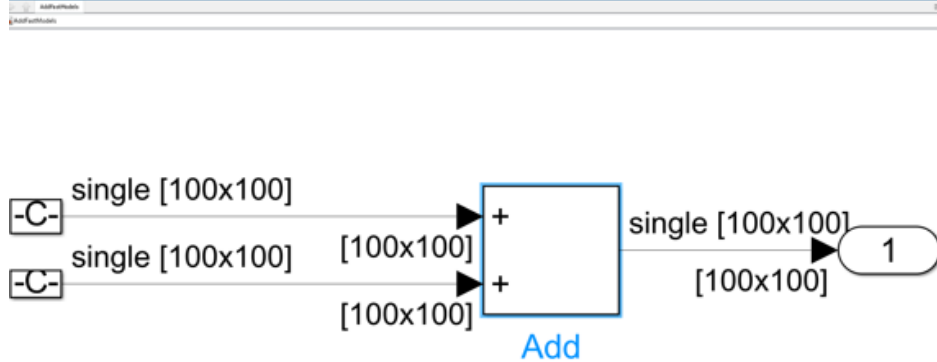 AddFastModels
AddFastModels
single [100x100]
-C-
+
[100x100]
single [100x100]
single [100x100]
1
-C-
+
[100x100]
[100x100]
Add